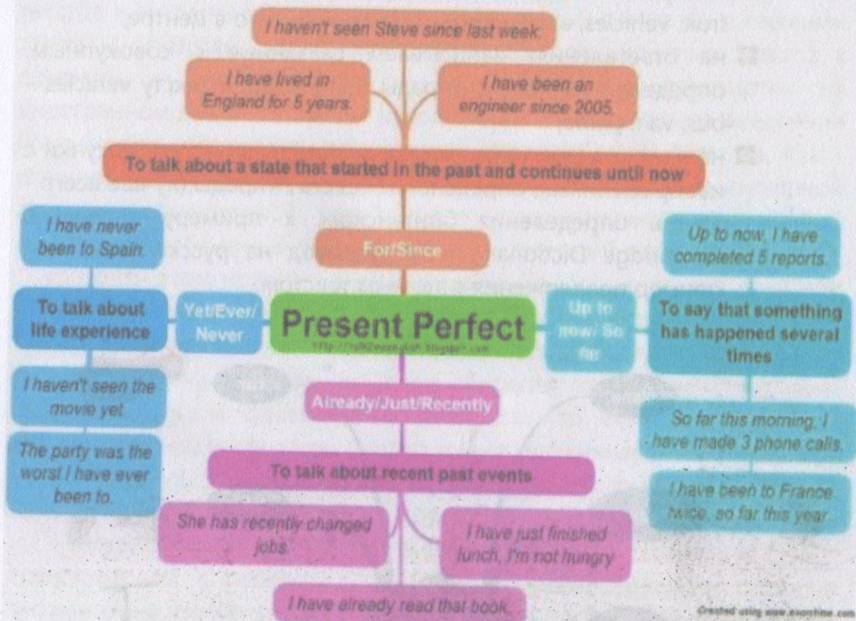 I haven't seen Steve since last week.
I have lived in
England for 5 years.
I have been an
engineer since 2005.
To talk about a state that started in the past and continues until now
For/Since
I have never
been to Spain.
To talk about
life experience
Yet/Ever/
Never
I haven't seen the
movie yet.
The party was the
worst I have ever
been to.
Present Perfect
Up to
now/ So
far
Up to now, I have
completed 5 reports.
To say that something
has happened several
times
So far this morning, I
have made 3 phone calls.
I have been to France
twice, so far this year.
Already/Just/Recently
To talk about recent past events
She has recently changed
jobs.
I have just finished
lunch, I'm not hungry
I have already read that book.
Created using